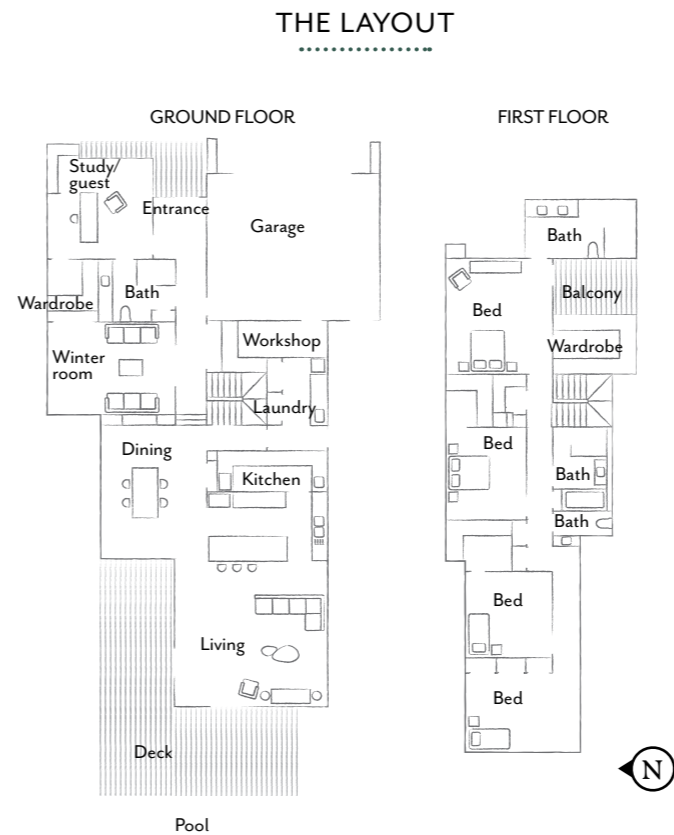 THE LAYOUT
GROUND FLOOR
Study/
guest
Entrance
Garage
Wardrobe
Bath
Winter
room
Workshop
Laundry
Dining
Kitchen
Living
Deck
Pool
FIRST FLOOR
Bath
Bed
Balcony
Wardrobe
Bed
Bath
Bath
Bed
Bed
N